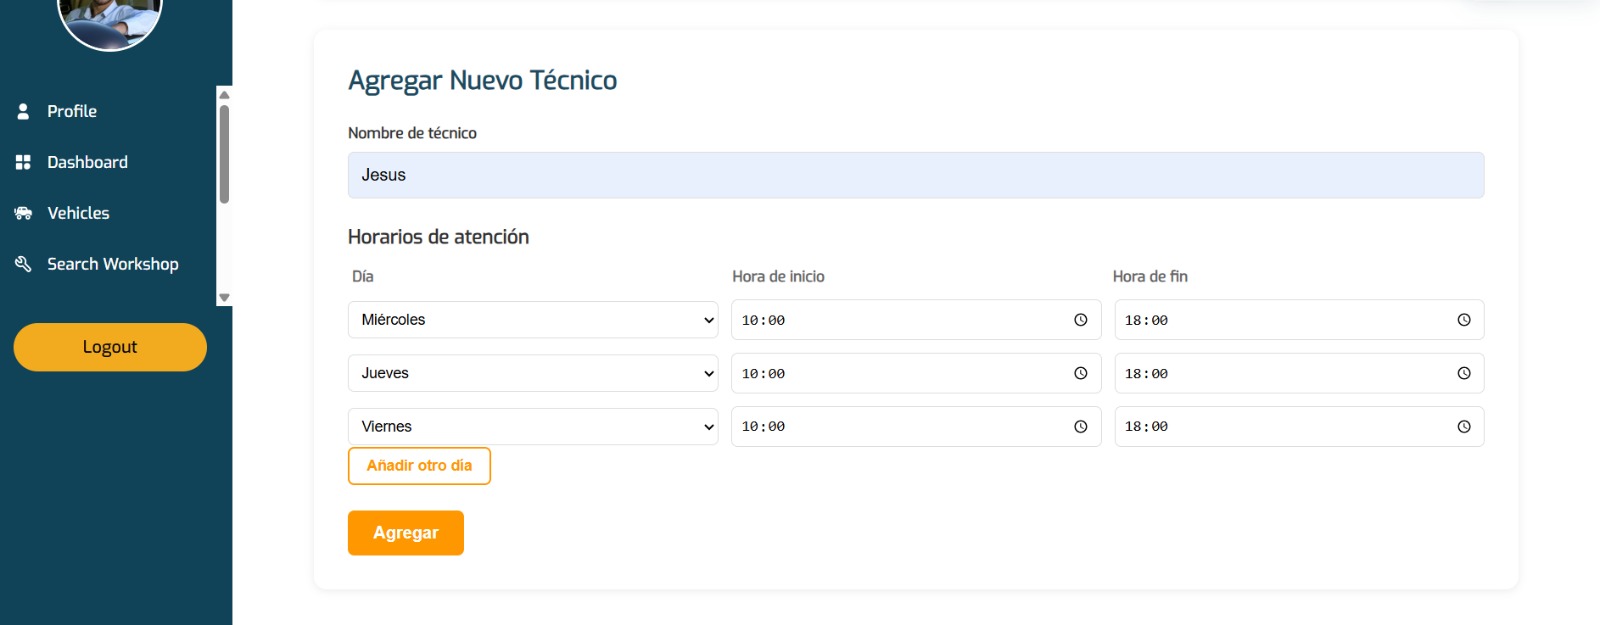 Profile
Dashboard
Vehicles
Search Workshop
Logout
Agregar Nuevo Técnico
Nombre de técnico
Jesus
Horarios de atención
Día Hora de inicio Hora de fin
Miércoles 10:00 18:00
Jueves 10:00 18:00
Viernes 10:00 18:00
Añadir otro día
Agregar